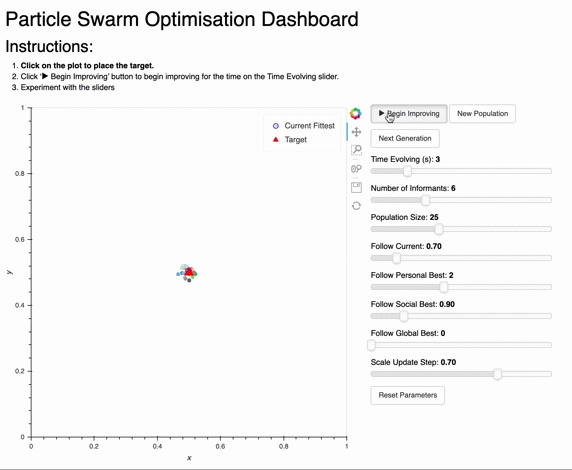 Particle Swarm Optimisation Dashboard
Instructions:
1. Click on the plot to place the target.
2. Click '▶ Begin Improving' button to begin improving for the time on the Time Evolving slider.
3. Experiment with the sliders
▶ Begin Improving
New Population
Next Generation
Time Evolving (s): 3
Number of Informants: 6
Population Size: 25
Follow Current: 0.70
Follow Personal Best: 2
Follow Social Best: 0.90
Follow Global Best: 0
Scale Update Step: 0.70
Reset Parameters
Current Fittest
Target
1
0.8
0.6
0.4
0.2
0
y
0
0.2
0.4
0.6
0.8
1
x